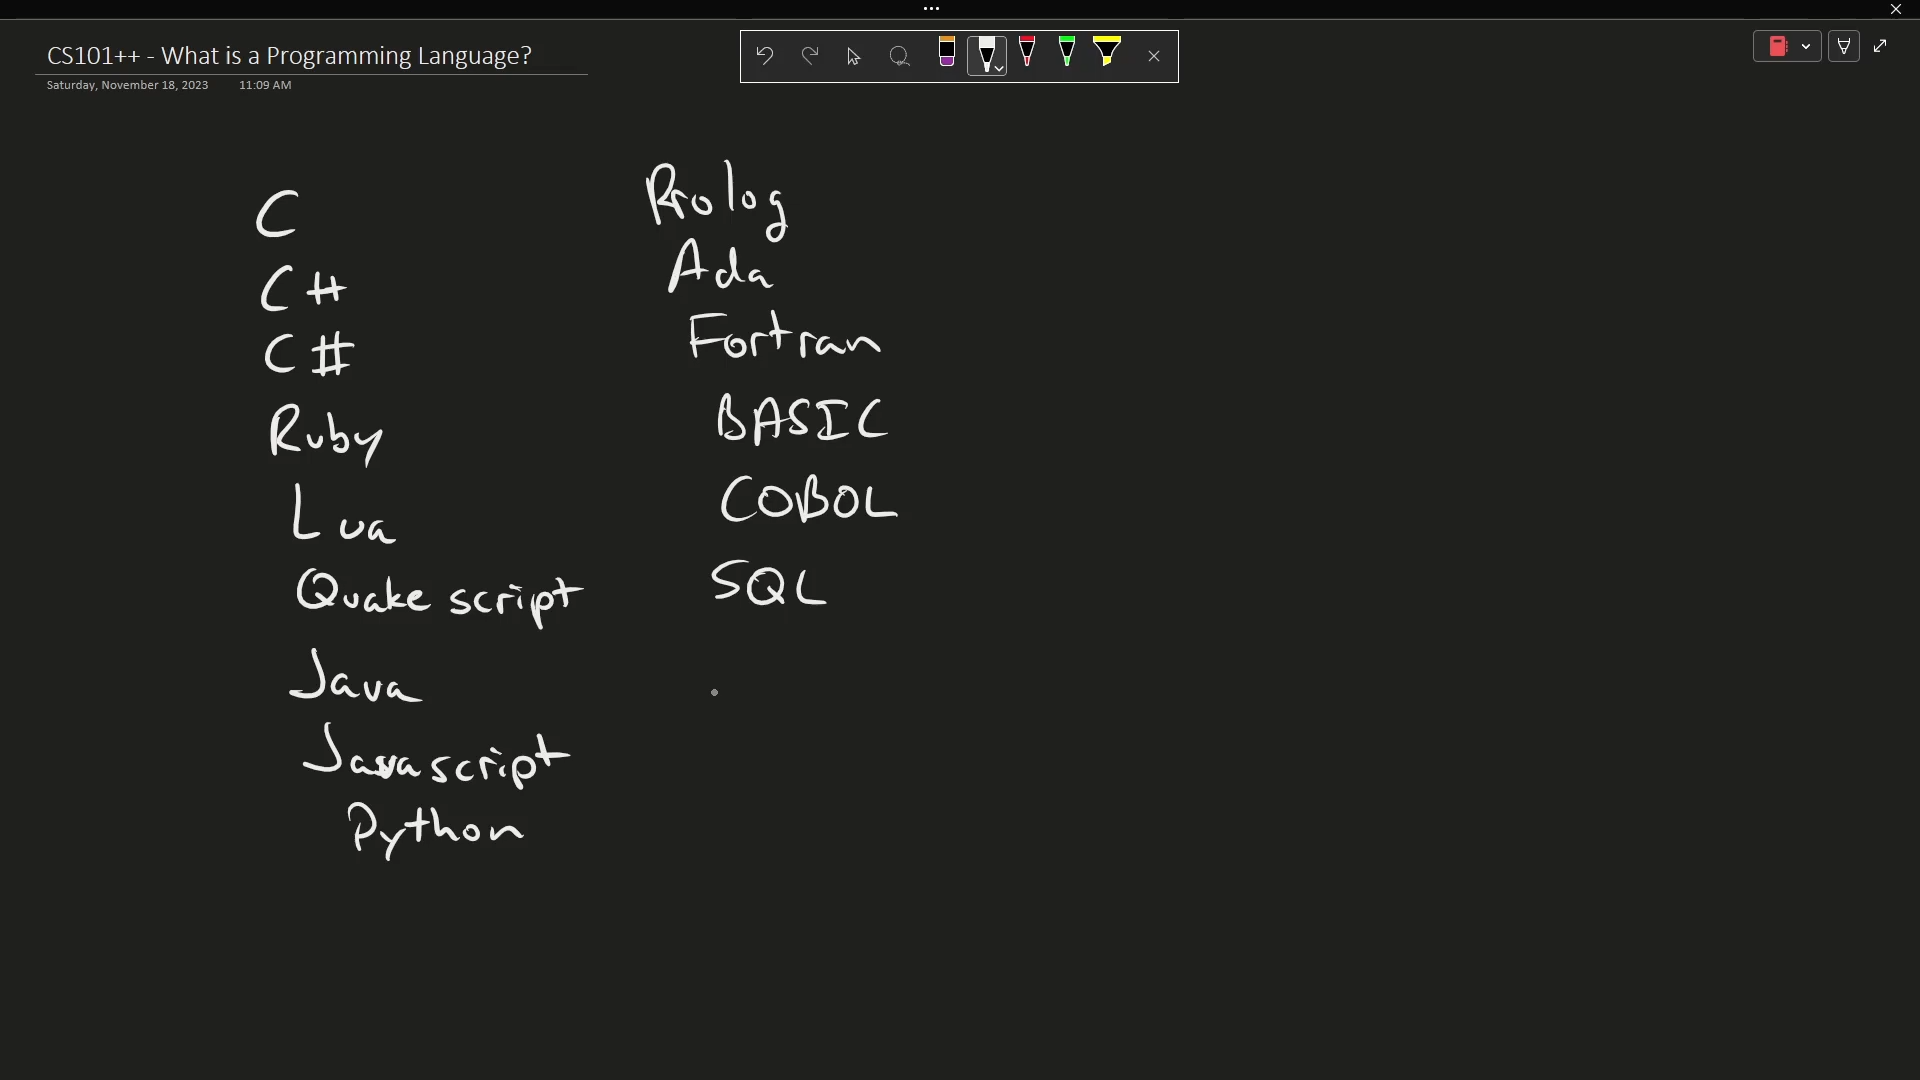 CS101++ - What is a Programming Language?
Saturday, November 18, 2023 11:09 AM
C
C++
C#
Ruby
Lua
Quake script
Java
Javascript
Python
Prolog
Ada
Fortran
BASIC
COBOL
SQL